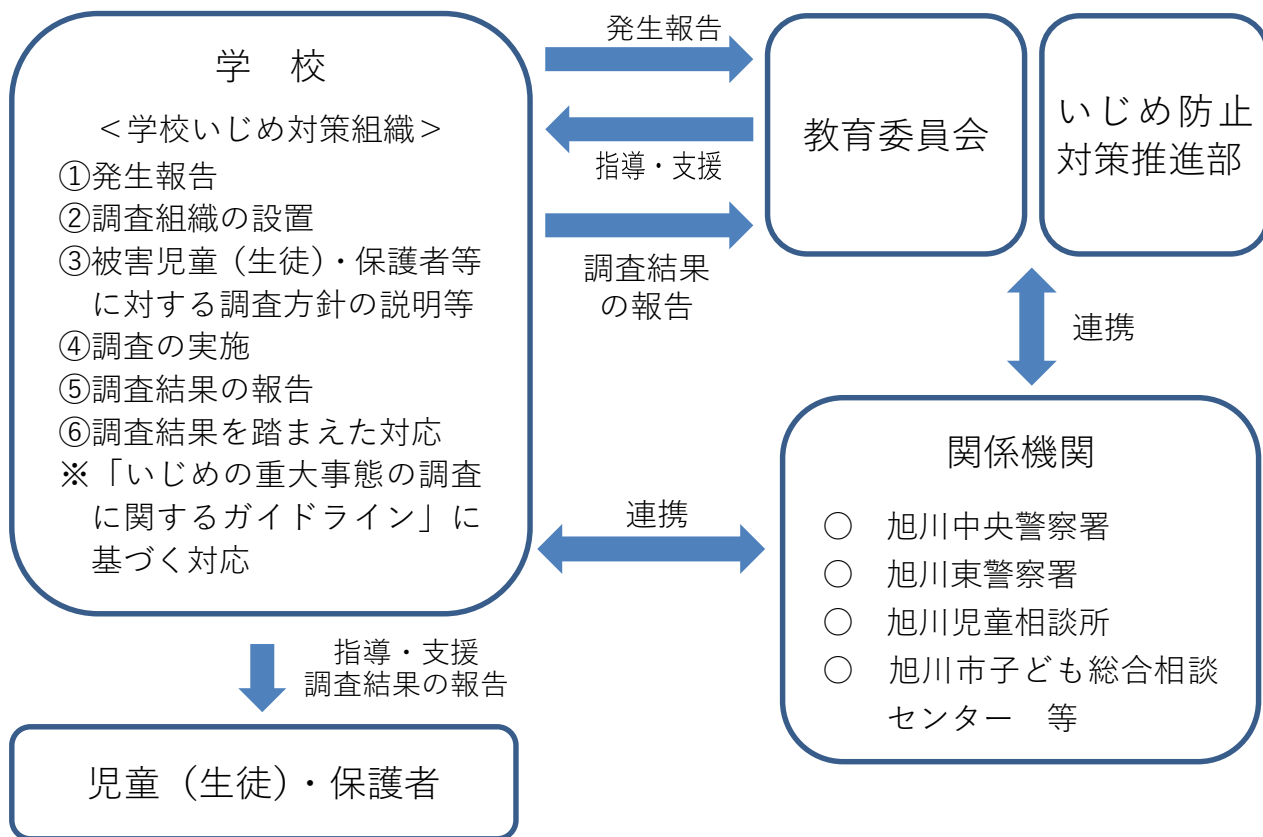 学　校
＜学校いじめ対策組織＞
①発生報告
②調査組織の設置
③被害児童（生徒）・保護者等
に対する調査方針の説明等
④調査の実施
⑤調査結果の報告
⑥調査結果を踏まえた対応
※「いじめの重大事態の調査
に関するガイドライン」に
基づく対応
発生報告
指導・支援
調査結果
の報告
教育委員会
いじめ防止
対策推進部
連携
連携
関係機関
○　旭川中央警察署
○　旭川東警察署
○　旭川児童相談所
○　旭川市子ども総合相談
センター　等
指導・支援
調査結果の報告
児童（生徒）・保護者